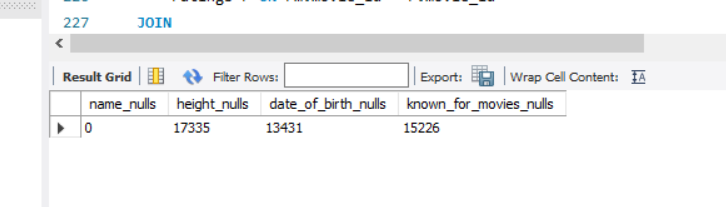 227 JOIN
Result Grid Filter Rows: Export: Wrap Cell Content:
name_nulls height_nulls date_of_birth_nulls known_for_movies_nulls
0 17335 13431 15226